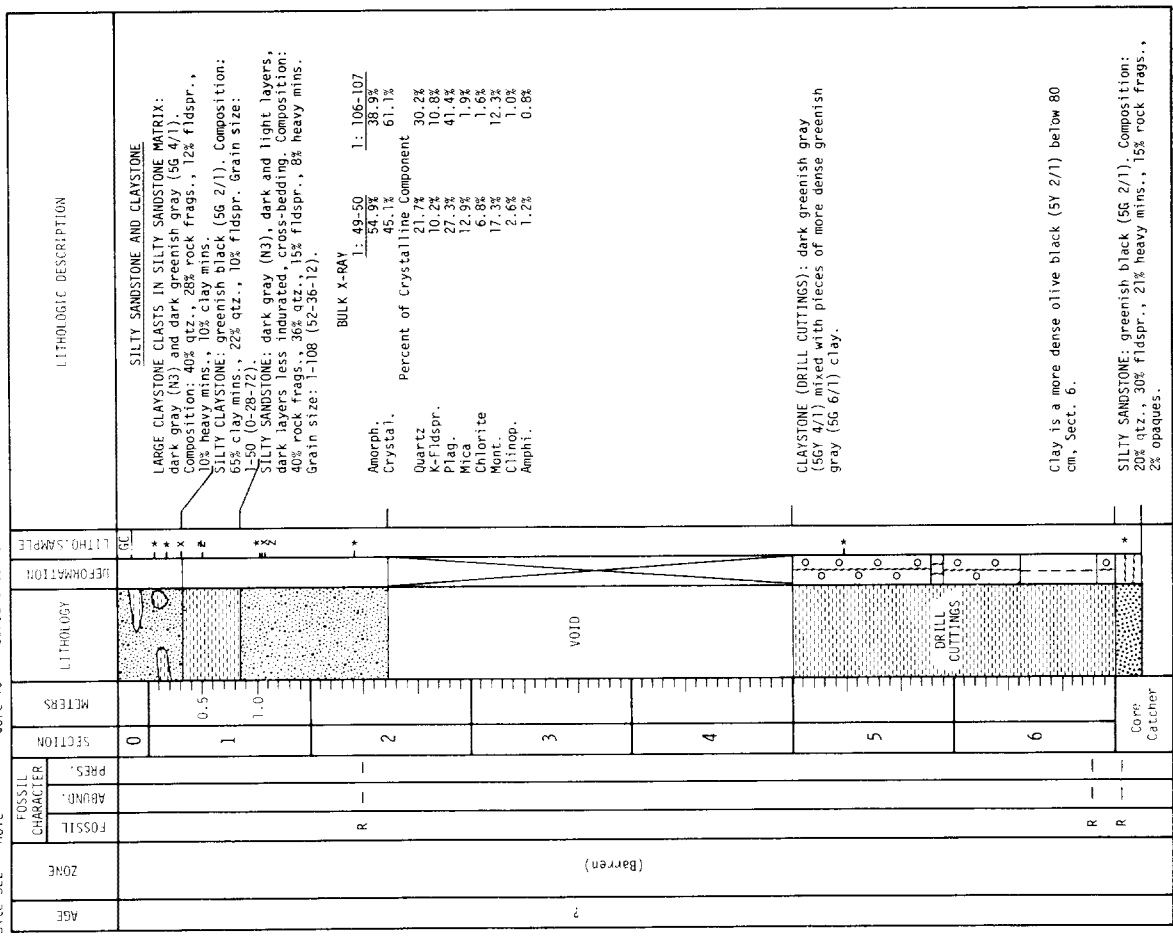 AGE
ZONE
FOSSIL CHARACTER
FOSSIL
ABUND.
PRES.
SECTION
METERS
LITHOLOGY
DEFORMATION
LITHO.SAMPLE
LITHOLOGIC DESCRIPTION
?
(Barren)
R
—
—
R
—
—
R
—
—
0
1
2
3
4
5
6
Core
Catcher
0.5
1.0
VOID
DRILL
CUTTINGS
GC
*
*
x
*
*
x
z
*
*
*
SILTY SANDSTONE AND CLAYSTONE
LARGE CLAYSTONE CLASTS IN SILTY SANDSTONE MATRIX:
dark gray (N3) and dark greenish gray (5G 4/1).
Composition: 40% qtz., 28% rock frags., 12% fldspr.,
10% heavy mins., 10% clay mins.
SILTY CLAYSTONE: greenish black (5G 2/1). Composition:
65% clay mins., 22% qtz., 10% fldspr. Grain size:
1-50 (0-28-72).
SILTY SANDSTONE: dark gray (N3), dark and light layers,
dark layers less indurated, cross-bedding. Composition:
40% rock frags., 36% qtz., 15% fldspr., 8% heavy mins.
Grain size: 1-108 (52-36-12).
BULK X-RAY
1: 49-50 1: 106-107
Amorph. 54.9% 38.9%
Crystal. 45.1% 61.1%
Percent of Crystalline Component
Quartz 21.7% 30.2%
K-Fldspr. 10.2% 10.8%
Plag. 27.3% 41.4%
Mica 12.9% 1.9%
Chlorite 6.8% 1.6%
Mont. 17.3% 12.3%
Clinop. 2.6% 1.0%
Amphi. 1.2% 0.8%
CLAYSTONE (DRILL CUTTINGS): dark greenish gray
(5GY 4/1) mixed with pieces of more dense greenish
gray (5G 6/1) clay.
Clay is a more dense olive black (5Y 2/1) below 80
cm, Sect. 6.
SILTY SANDSTONE: greenish black (5G 2/1). Composition:
20% qtz., 30% fldspr., 21% heavy mins., 15% rock frags.,
2% opaques.